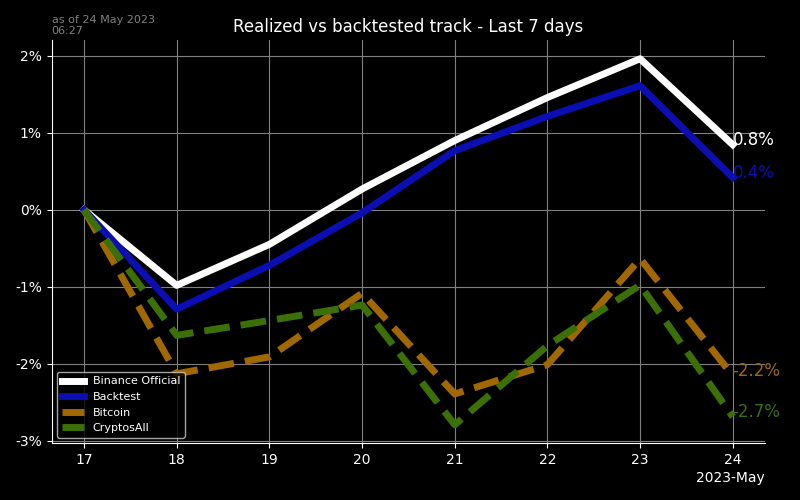 as of 24 May 2023
06:27
Realized vs backtested track - Last 7 days
2%
1%
0%
-1%
-2%
-3%
0.8%
0.4%
-2.2%
-2.7%
Binance Official
Backtest
Bitcoin
CryptosAll
17 18 19 20 21 22 23 24
2023-May